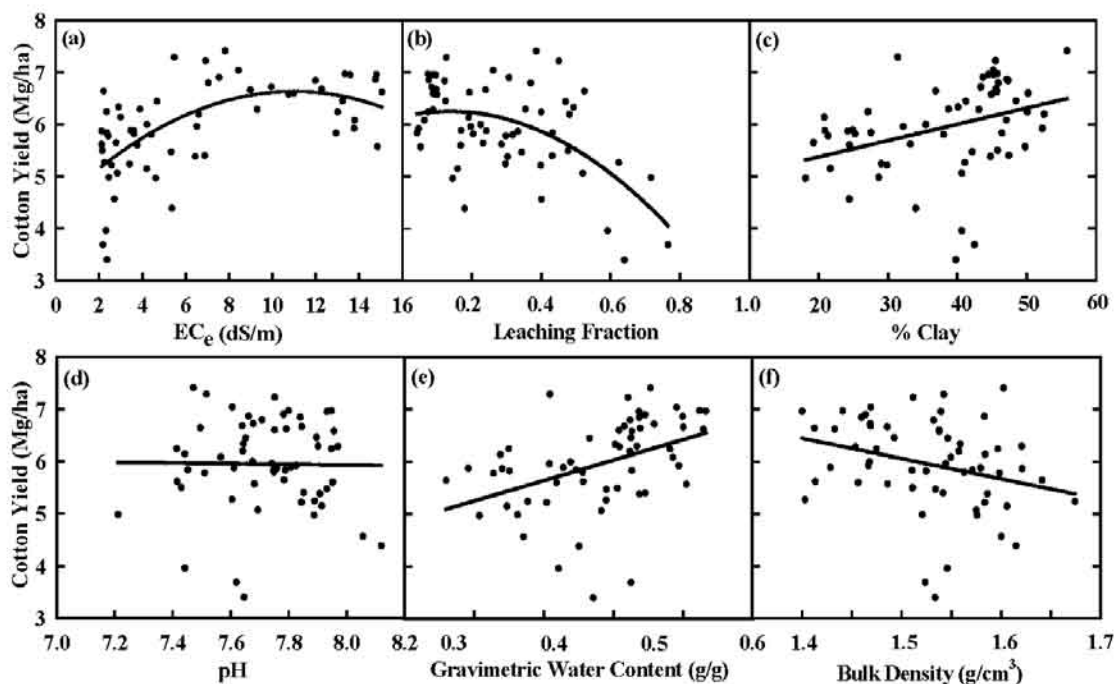 8
(a)
(b)
(c)
7
6
5
4
3
Cotton Yield (Mg/ha)
0 2 4 6 8 10 12 14 16 0.2 0.4 0.6 0.8 1.0 20 30 40 50 60
ECe (dS/m)
Leaching Fraction
% Clay
8
(d)
(e)
(f)
7
6
5
4
3
Cotton Yield (Mg/ha)
7.0 7.2 7.4 7.6 7.8 8.0 8.2 0.3 0.4 0.5 0.6 1.4 1.5 1.6 1.7
pH
Gravimetric Water Content (g/g)
Bulk Density (g/cm³)